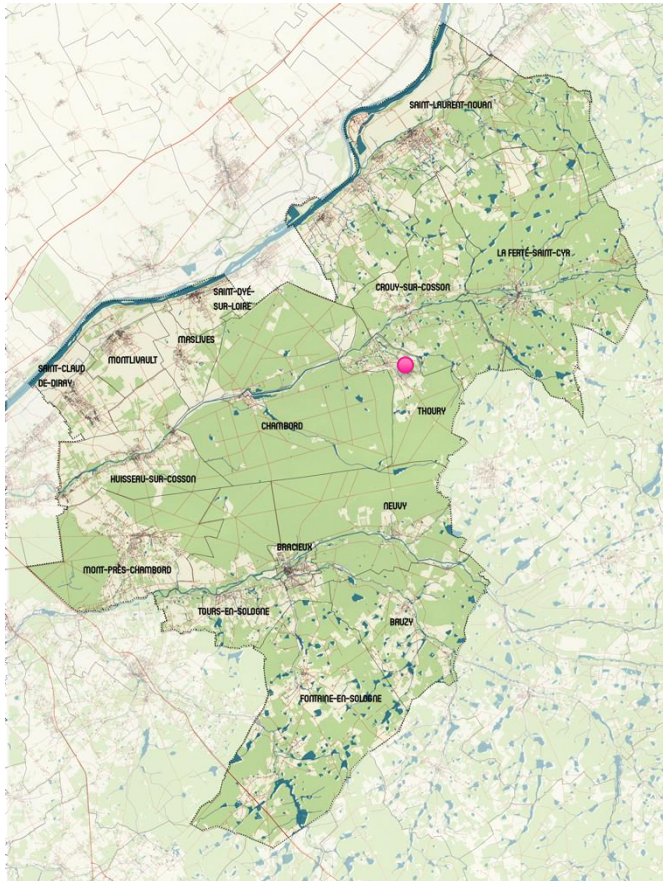 SAINT-LAURENT-NOUAN
LA FERTÉ-SAINT-CYR
CROUY-SUR-COSSON
SAINT-DYÉ-
SUR-LOIRE
MASLIVES
MONTLIVAULT
SAINT-CLAUD
DE-DIRAY
THOURY
CHAMBORD
HUISSEAU-SUR-COSSON
NEUVY
BRACIEUX
MONT-PRÈS-CHAMBORD
TOURS-EN-SOLOGNE
BAUZY
FONTAINE-EN-SOLOGNE